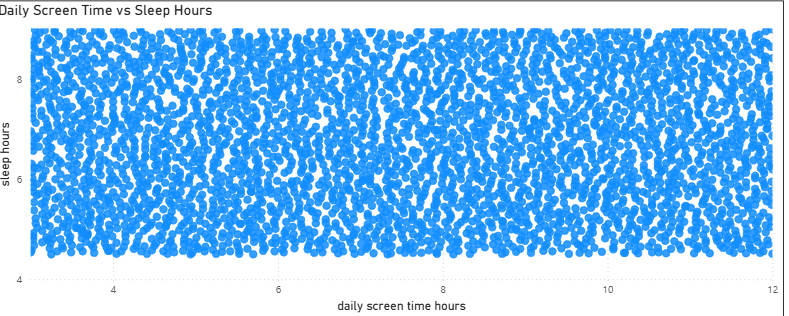 Daily Screen Time vs Sleep Hours
8
6
4
sleep hours
4 6 8 10 12
daily screen time hours